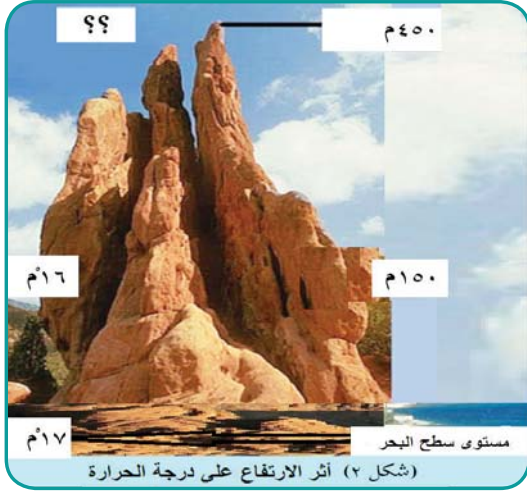 ٤٥٠م
؟؟
١٥٠م
١٦°م
مستوى سطح البحر
١٧°م
(شكل ٢) أثر الارتفاع على درجة الحرارة